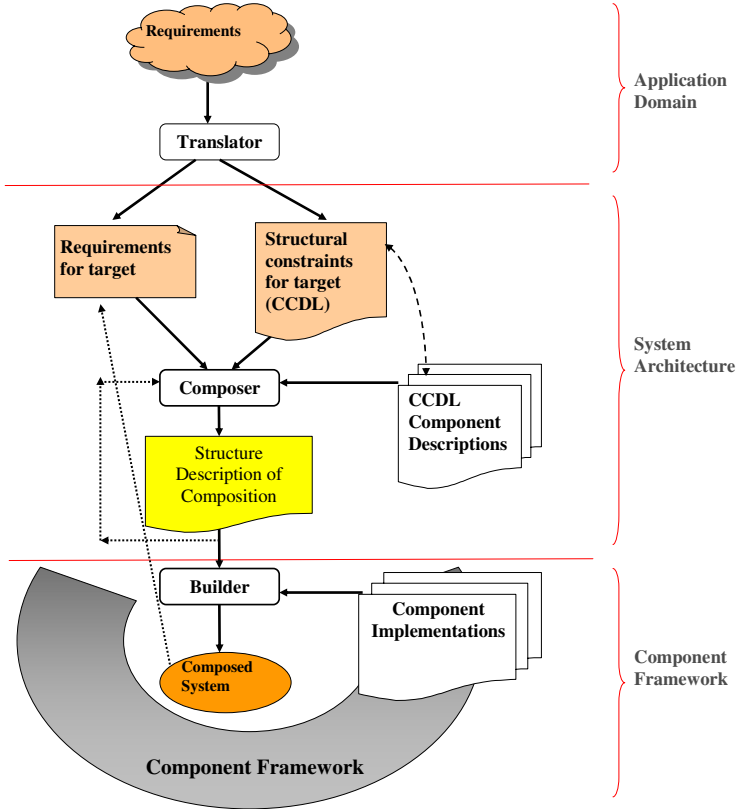 Requirements
Application
Domain
Translator
Requirements
for target
Structural
constraints
for target
(CCDL)
System
Architecture
Composer
CCDL
Component
Descriptions
Structure
Description of
Composition
Builder
Component
Implementations
Composed
System
Component
Framework
Component Framework